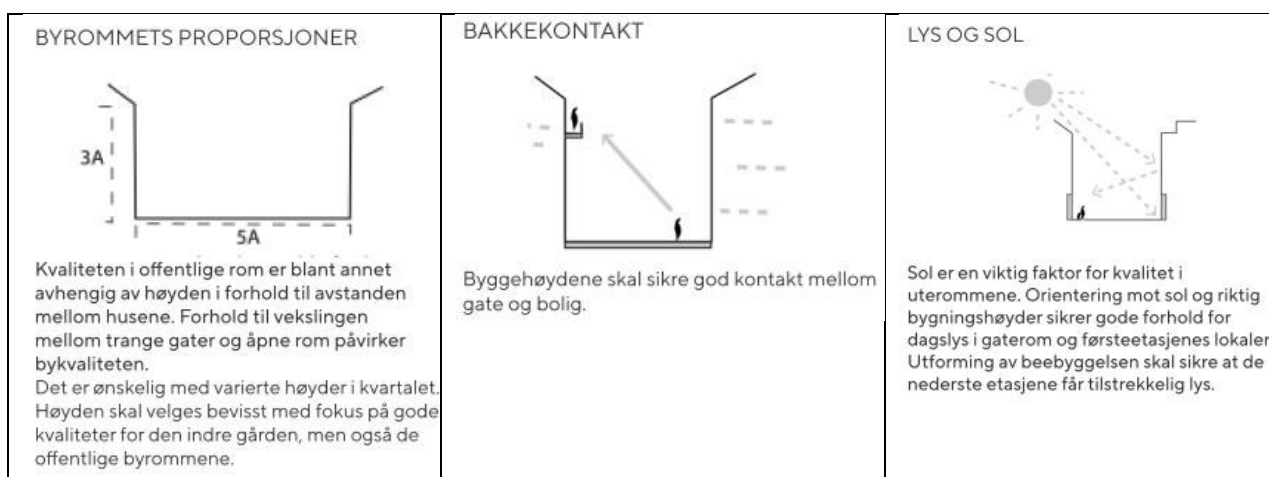 BYROMMETS PROPORSJONER
3A
5A
Kvaliteten i offentlige rom er blant annet
avhengig av høyden i forhold til avstanden
mellom husene. Forhold til vekslingen
mellom trange gater og åpne rom påvirker
bykvaliteten.
Det er ønskelig med varierte høyder i kvartalet.
Høyden skal velges bevisst med fokus på gode
kvaliteter for den indre gården, men også de
offentlige byrommene.
BAKKEKONTAKT
Byggehøydene skal sikre god kontakt mellom
gate og bolig.
LYS OG SOL
Sol er en viktig faktor for kvalitet i
uterommene. Orientering mot sol og riktig
bygningshøyder sikrer gode forhold for
dagslys i gaterom og førsteetasjenes lokaler
Utforming av beebyggelsen skal sikre at de
nederste etasjene får tilstrekkelig lys.